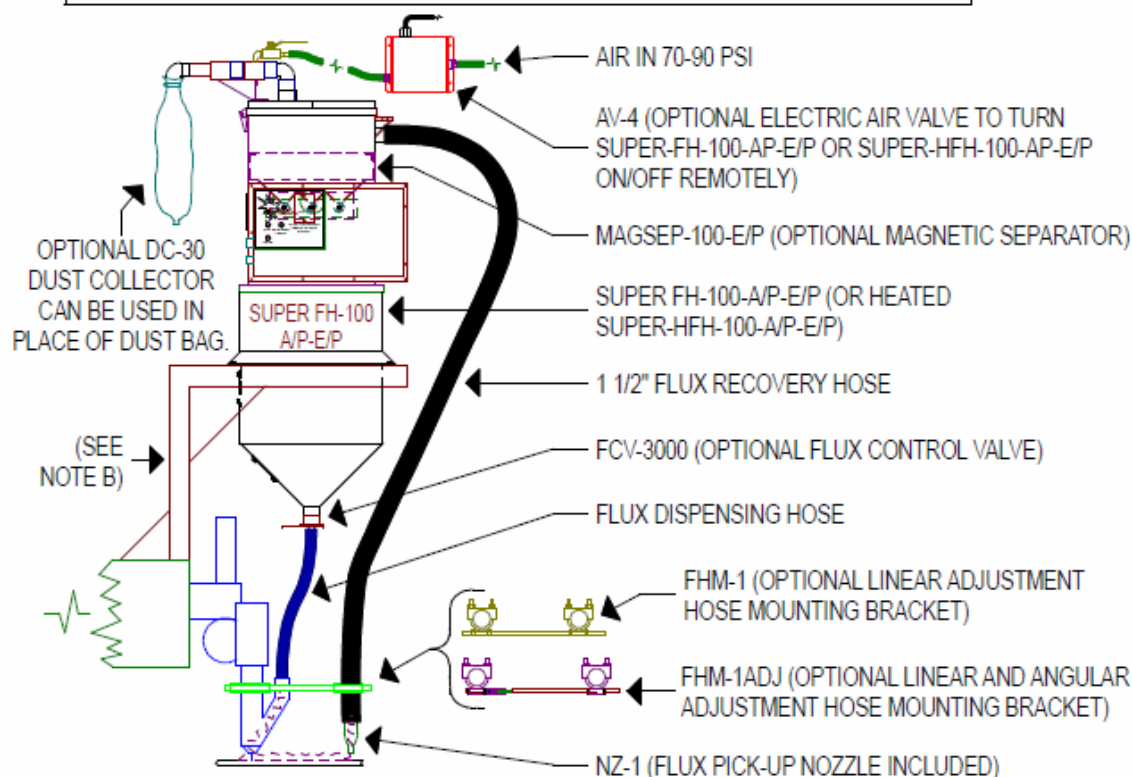 AIR IN 70-90 PSI
AV-4 (OPTIONAL ELECTRIC AIR VALVE TO TURN
SUPER-FH-100-AP-E/P OR SUPER-HFH-100-AP-E/P
ON/OFF REMOTELY)
MAGSEP-100-E/P (OPTIONAL MAGNETIC SEPARATOR)
OPTIONAL DC-30
DUST COLLECTOR
CAN BE USED IN
PLACE OF DUST BAG.
SUPER FH-100
A/P-E/P
SUPER FH-100-A/P-E/P (OR HEATED
SUPER-HFH-100-A/P-E/P)
1 1/2" FLUX RECOVERY HOSE
(SEE
NOTE B)
FCV-3000 (OPTIONAL FLUX CONTROL VALVE)
FLUX DISPENSING HOSE
FHM-1 (OPTIONAL LINEAR ADJUSTMENT
HOSE MOUNTING BRACKET)
FHM-1ADJ (OPTIONAL LINEAR AND ANGULAR
ADJUSTMENT HOSE MOUNTING BRACKET)
NZ-1 (FLUX PICK-UP NOZZLE INCLUDED)